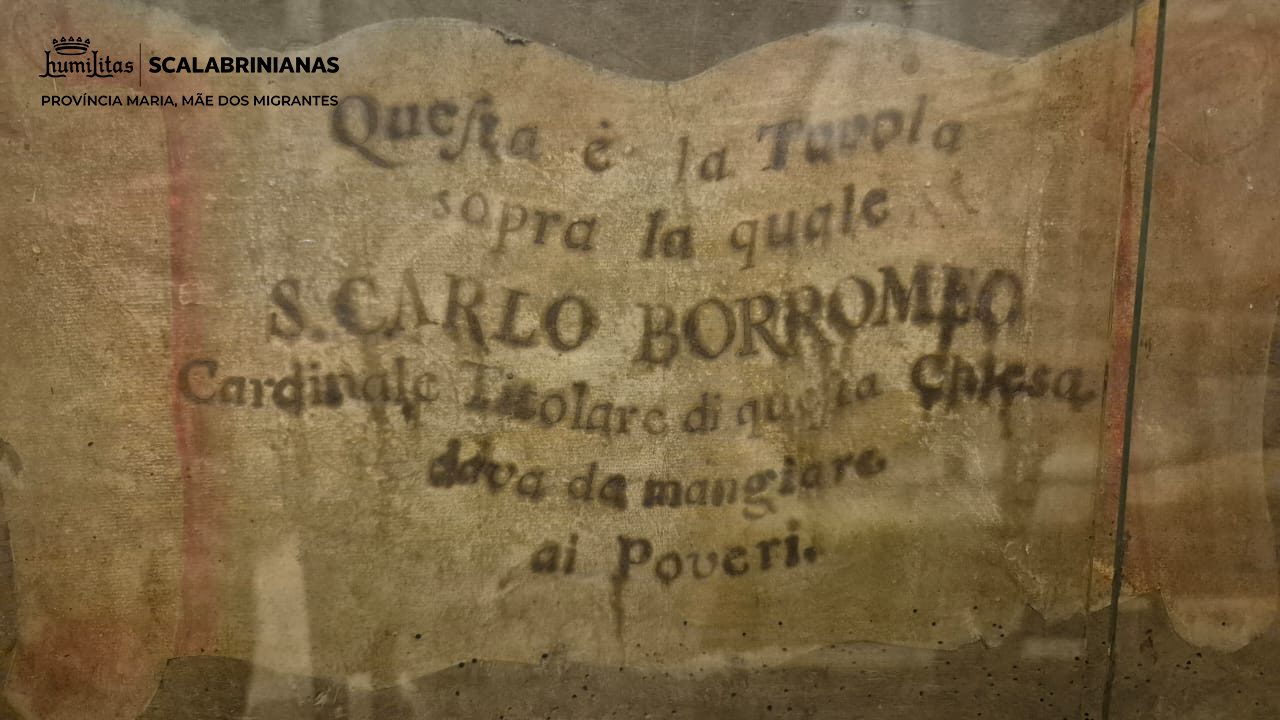 humilitas SCALABRINIANAS
PROVÍNCIA MARIA, MÃE DOS MIGRANTES
Queſta è la Tavola
sopra la quale
S. CARLO BORROMEO
Cardinale Titolare di queſta Chiesa
dava da mangiare
ai Poveri.